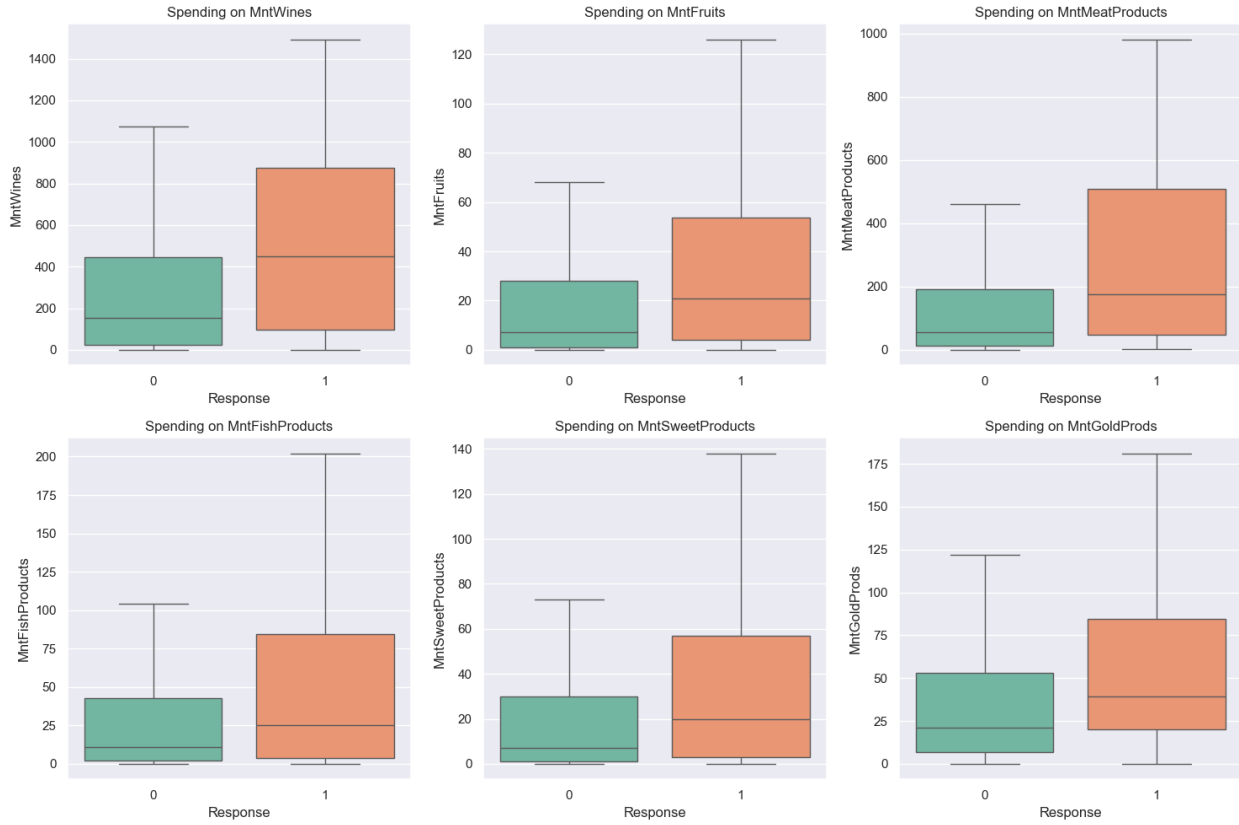 Spending on MntWines
MntWines
1400
1200
1000
800
600
400
200
0
0 1
Response
Spending on MntFruits
MntFruits
120
100
80
60
40
20
0
0 1
Response
Spending on MntMeatProducts
MntMeatProducts
1000
800
600
400
200
0
0 1
Response
Spending on MntFishProducts
MntFishProducts
200
175
150
125
100
75
50
25
0
0 1
Response
Spending on MntSweetProducts
MntSweetProducts
140
120
100
80
60
40
20
0
0 1
Response
Spending on MntGoldProds
MntGoldProds
175
150
125
100
75
50
25
0
0 1
Response